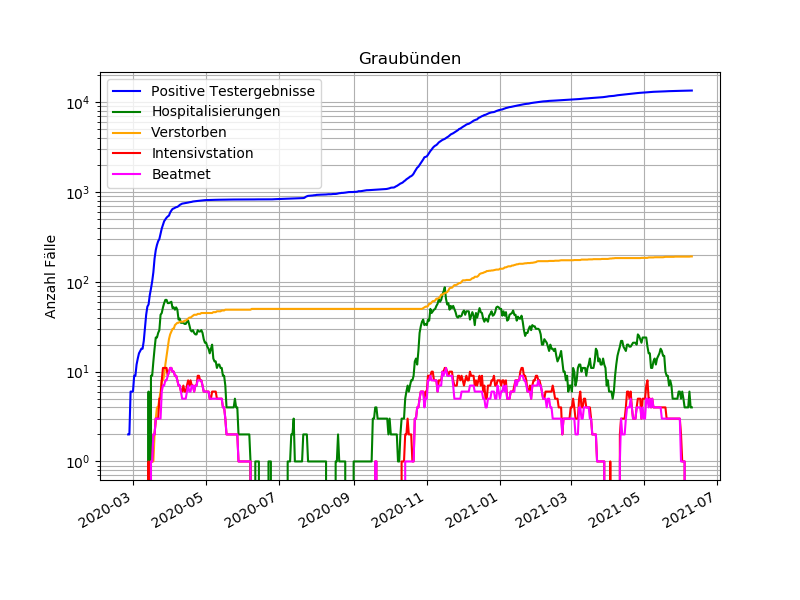 Graubünden
Positive Testergebnisse
Hospitalisierungen
Verstorben
Intensivstation
Beatmet
Anzahl Fälle
10⁴
10³
10²
10¹
10⁰
2020-03
2020-05
2020-07
2020-09
2020-11
2021-01
2021-03
2021-05
2021-07